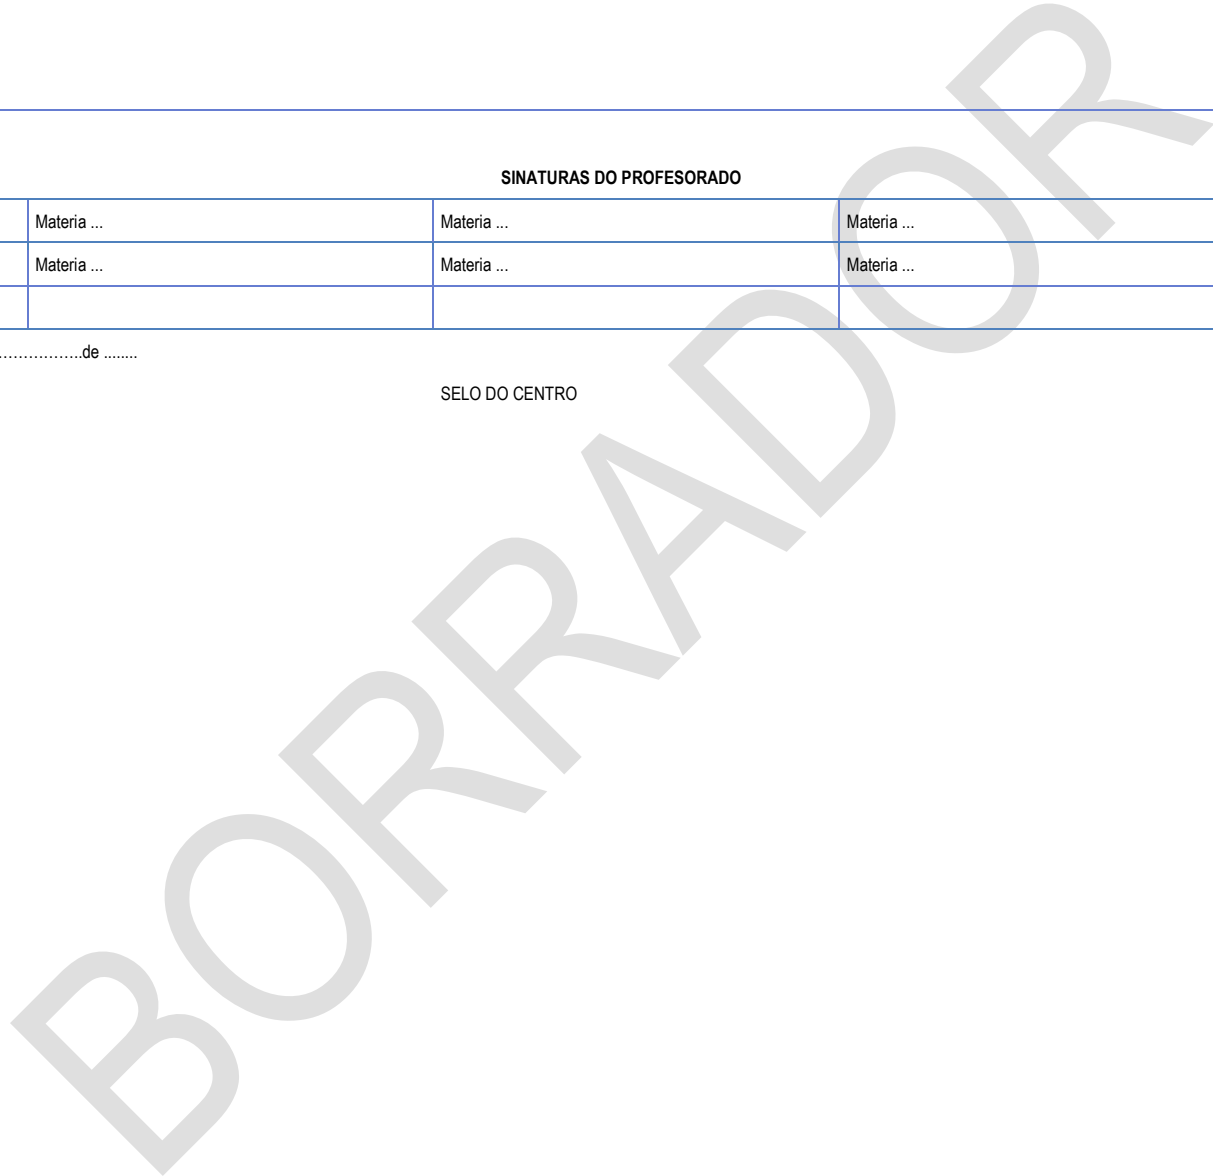 SINATURAS DO PROFESORADO
Materia ... Materia ... Materia ...
Materia ... Materia ... Materia ...
.................de ........
SELO DO CENTRO
BORRADOR